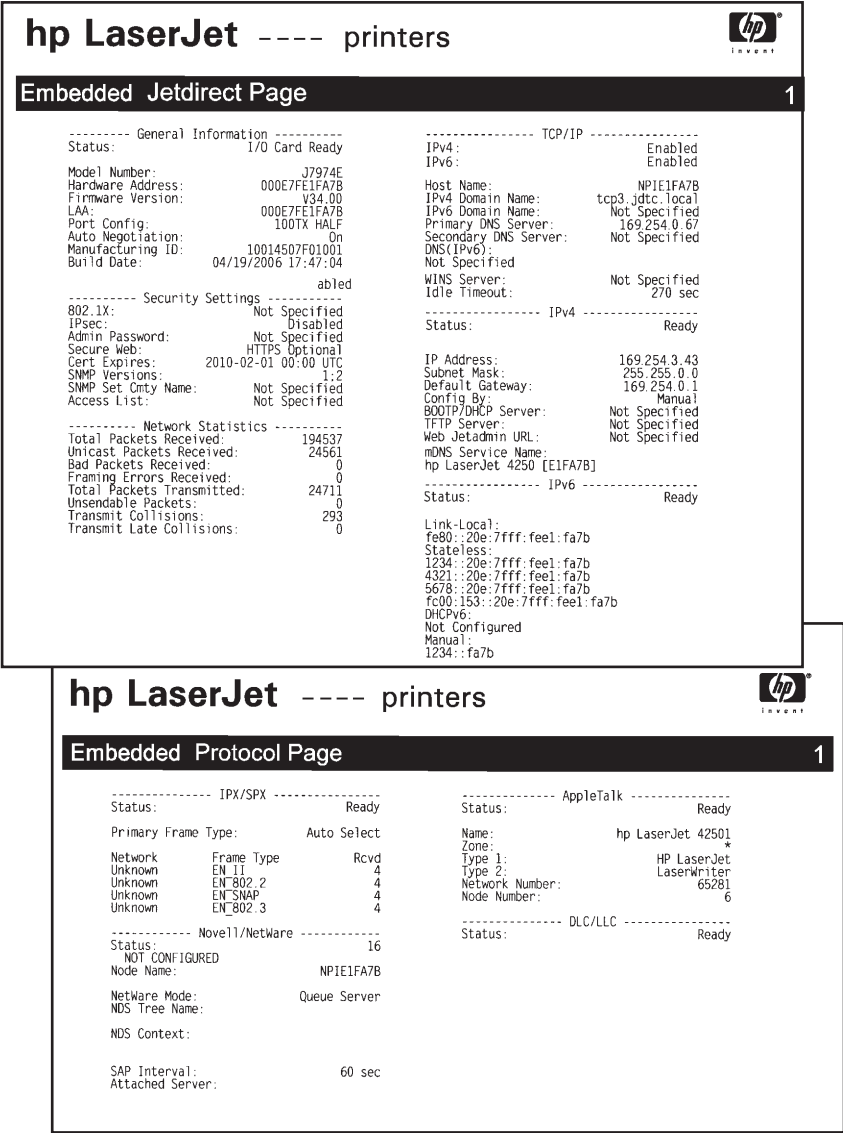 hp LaserJet ---- printers
hp
invent
Embedded Jetdirect Page 1
--------- General Information ----------
Status: I/O Card Ready
Model Number: J7974E
Hardware Address: 000E7FE1FA7B
Firmware Version: V34.00
LAA: 000E7FE1FA7B
Port Config: 100TX HALF
Auto Negotiation: On
Manufacturing ID: 10014507F01001
Build Date: 04/19/2006 17:47:04
abled
---------- Security Settings -----------
802.1X: Not Specified
IPsec: Disabled
Admin Password: Not Specified
Secure Web: HTTPS Optional
Cert Expires: 2010-02-01 00:00 UTC
SNMP Versions: 1;2
SNMP Set Cmty Name: Not Specified
Access List: Not Specified
---------- Network Statistics ----------
Total Packets Received: 194537
Unicast Packets Received: 24561
Bad Packets Received: 0
Framing Errors Received: 0
Total Packets Transmitted: 24711
Unsendable Packets: 0
Transmit Collisions: 293
Transmit Late Collisions: 0
--------------- TCP/IP ---------------
IPv4: Enabled
IPv6: Enabled
Host Name: NPIE1FA7B
IPv4 Domain Name: tcp3.jdtc.local
IPv6 Domain Name: Not Specified
Primary DNS Server: 169.254.0.67
Secondary DNS Server: Not Specified
DNS(IPv6):
Not Specified
WINS Server: Not Specified
Idle Timeout: 270 sec
---------------- IPv4 ----------------
Status: Ready
IP Address: 169.254.3.43
Subnet Mask: 255.255.0.0
Default Gateway: 169.254.0.1
Config By: Manual
BOOTP/DHCP Server: Not Specified
TFTP Server: Not Specified
Web Jetadmin URL: Not Specified
mDNS Service Name:
hp LaserJet 4250 [E1FA7B]
---------------- IPv6 ----------------
Status: Ready
Link-Local:
fe80::20e:7fff:fee1:fa7b
Stateless:
1234::20e:7fff:fee1:fa7b
4321::20e:7fff:fee1:fa7b
5678::20e:7fff:fee1:fa7b
fc00:153::20e:7fff:fee1:fa7b
DHCPv6:
Not Configured
Manual:
1234::fa7b
hp LaserJet ---- printers
hp
invent
Embedded Protocol Page 1
-------------- IPX/SPX ---------------
Status: Ready
Primary Frame Type: Auto Select
Network Frame Type Rcvd
Unknown EN_II 4
Unknown EN_802.2 4
Unknown EN_SNAP 4
Unknown EN_802.3 4
------------ Novell/NetWare ------------
Status: 16
NOT CONFIGURED
Node Name: NPIE1FA7B
NetWare Mode: Queue Server
NDS Tree Name:
NDS Context:
SAP Interval: 60 sec
Attached Server:
------------- AppleTalk --------------
Status: Ready
Name: hp LaserJet 42501
Zone: *
Type 1: HP LaserJet
Type 2: LaserWriter
Network Number: 65281
Node Number: 6
-------------- DLC/LLC ---------------
Status: Ready